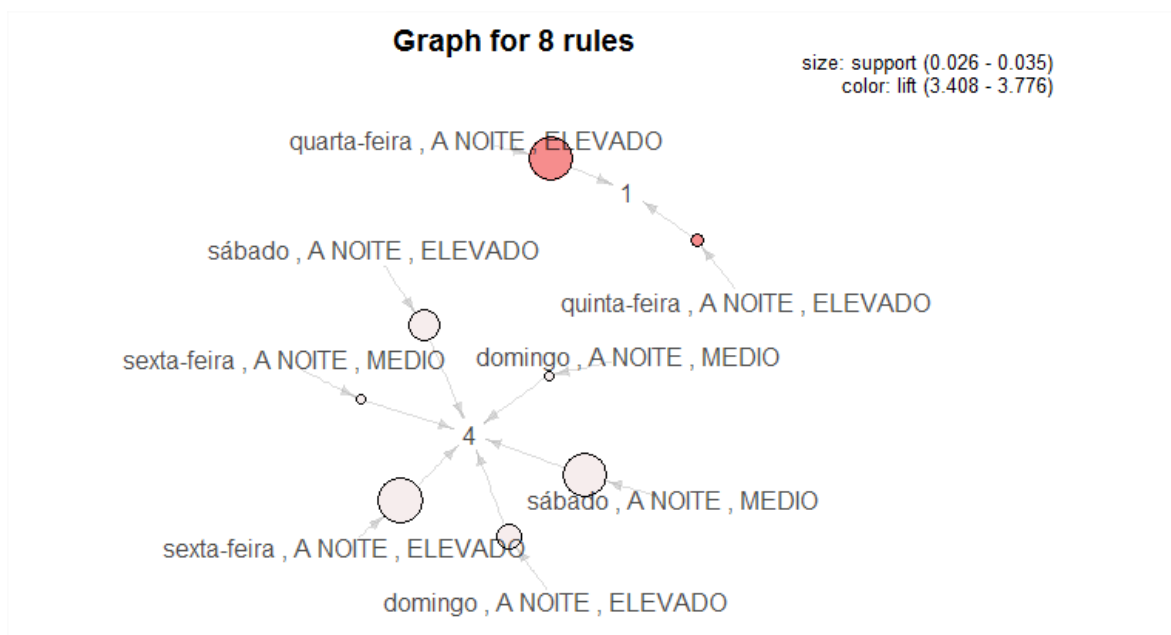 Graph for 8 rules
size: support (0.026 - 0.035)
color: lift (3.408 - 3.776)
quarta-feira , A NOITE , ELEVADO
1
sábado , A NOITE , ELEVADO
quinta-feira , A NOITE , ELEVADO
sexta-feira , A NOITE , MEDIO
domingo , A NOITE , MEDIO
4
sábado , A NOITE , MEDIO
sexta-feira , A NOITE , ELEVADO
domingo , A NOITE , ELEVADO